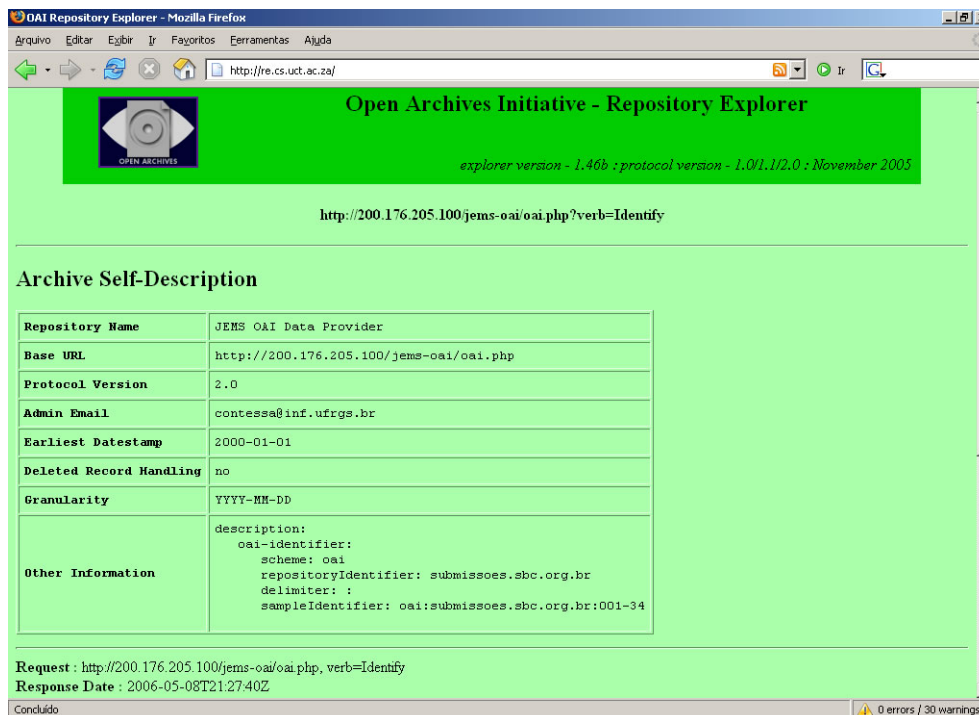 OAI Repository Explorer - Mozilla Firefox
Arquivo Editar Exibir Ir Favoritos Ferramentas Ajuda
http://re.cs.uct.ac.za/ Ir G
OPEN ARCHIVES
Open Archives Initiative - Repository Explorer
explorer version - 1.46b : protocol version - 1.0/1.1/2.0 : November 2005
http://200.176.205.100/jems-oai/oai.php?verb=Identify
Archive Self-Description
Repository Name JEMS OAI Data Provider
Base URL http://200.176.205.100/jems-oai/oai.php
Protocol Version 2.0
Admin Email contessa@inf.ufrgs.br
Earliest Datestamp 2000-01-01
Deleted Record Handling no
Granularity YYYY-MM-DD
Other Information
description:
oai-identifier:
scheme: oai
repositoryIdentifier: submissoes.sbc.org.br
delimiter: :
sampleIdentifier: oai:submissoes.sbc.org.br:001-34
Request : http://200.176.205.100/jems-oai/oai.php, verb=Identify
Response Date : 2006-05-08T21:27:40Z
Concluído 0 errors / 30 warnings